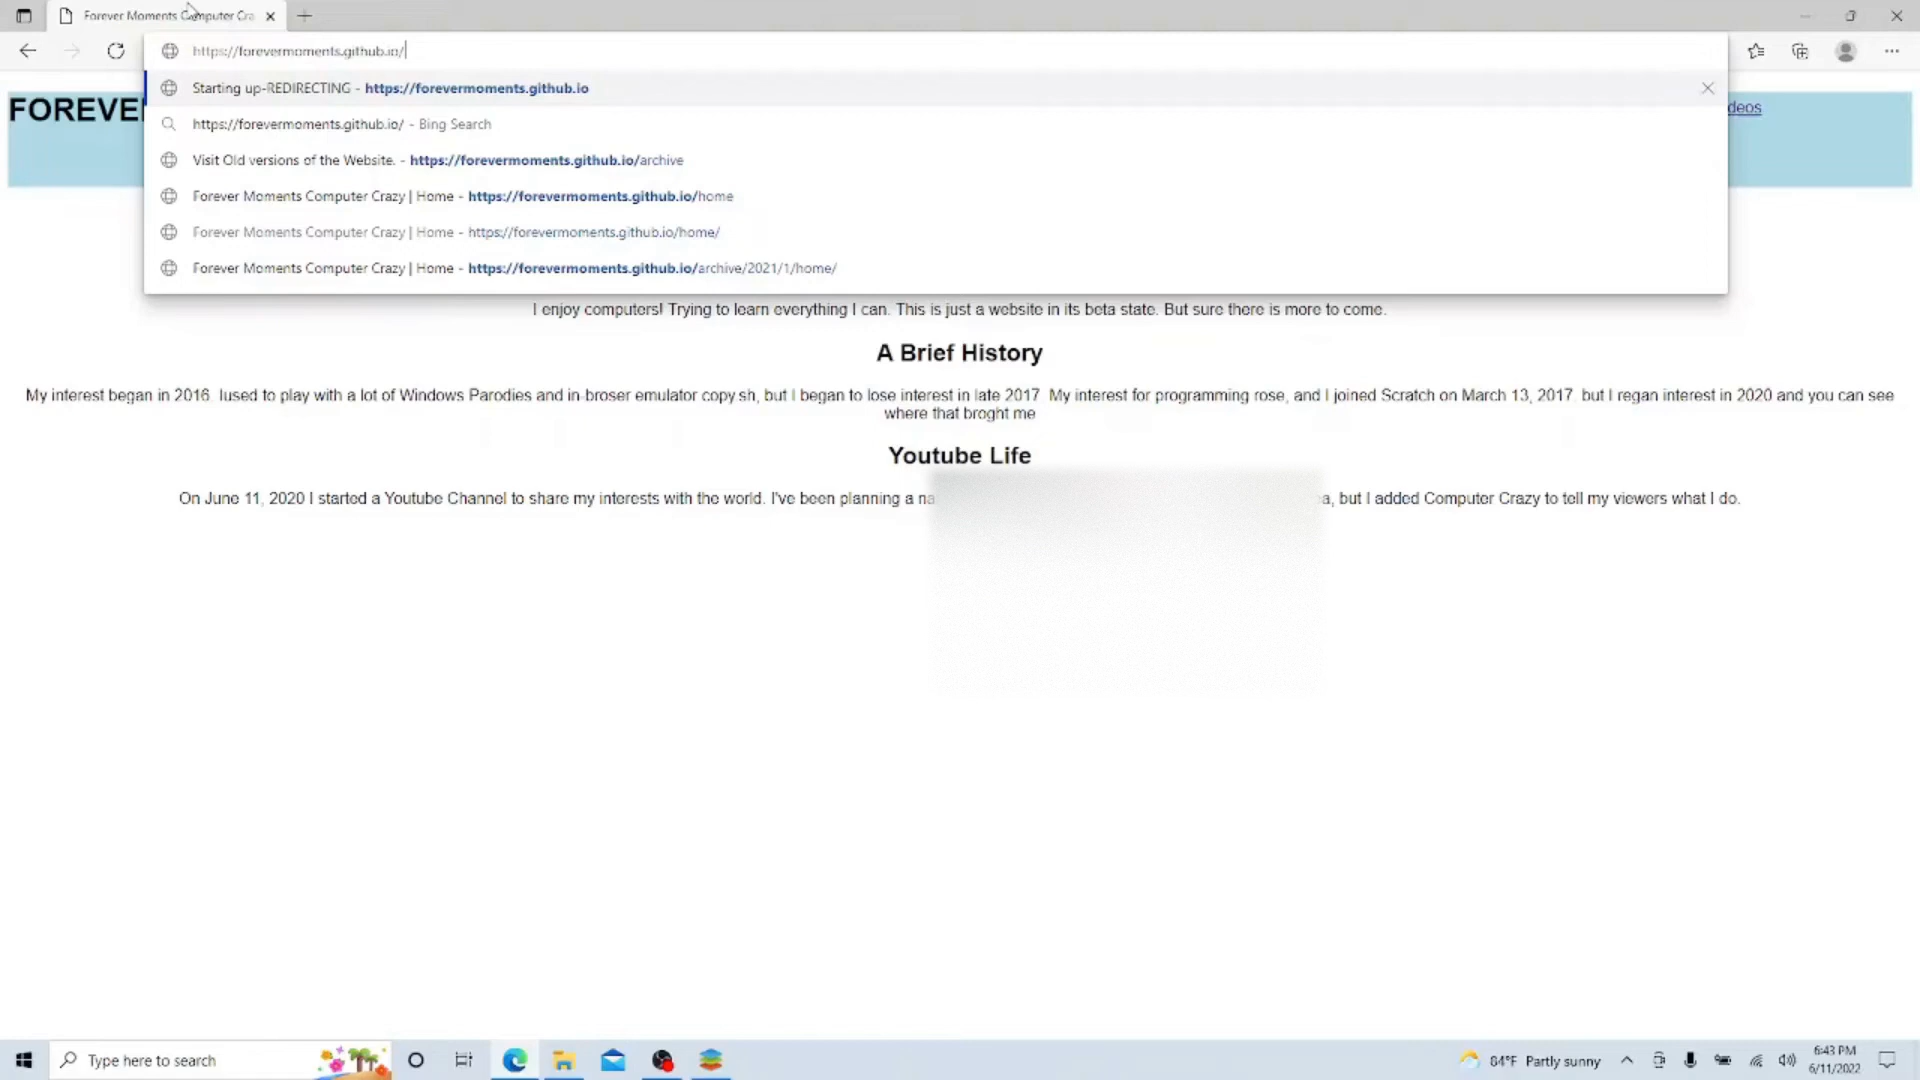 Forever Moments Computer Cra
https://forevermoments.github.io/
Starting up-REDIRECTING - https://forevermoments.github.io
https://forevermoments.github.io/ - Bing Search
Visit Old versions of the Website. - https://forevermoments.github.io/archive
Forever Moments Computer Crazy | Home - https://forevermoments.github.io/home
Forever Moments Computer Crazy | Home - https://forevermoments.github.io/home/
Forever Moments Computer Crazy | Home - https://forevermoments.github.io/archive/2021/1/home/
FOREVE
deos
I enjoy computers! Trying to learn everything I can. This is just a website in its beta state. But sure there is more to come.
A Brief History
My interest began in 2016. Iused to play with a lot of Windows Parodies and in-broser emulator copy.sh, but I began to lose interest in late 2017. My interest for programming rose, and I joined Scratch on March 13, 2017. but I regan interest in 2020 and you can see
where that broght me
Youtube Life
On June 11, 2020 I started a Youtube Channel to share my interests with the world. I've been planning a na
a, but I added Computer Crazy to tell my viewers what I do.
Type here to search
84°F Partly sunny
6:43 PM
6/11/2022